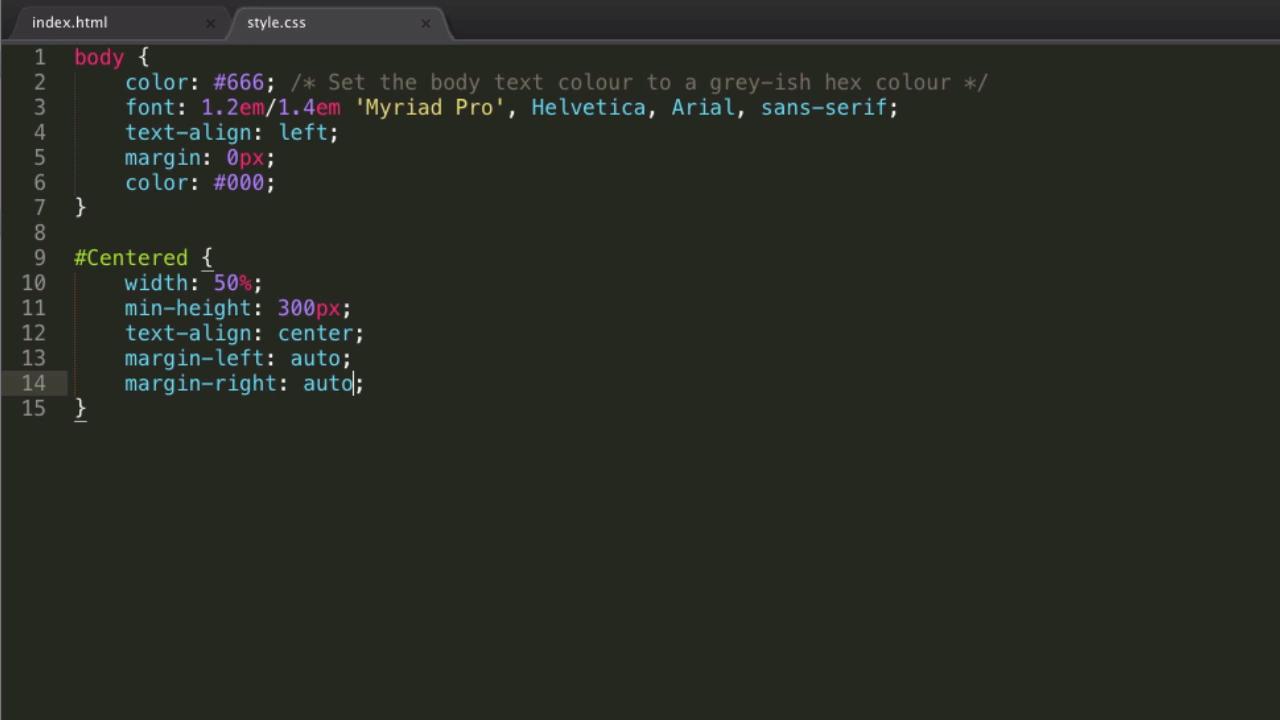 index.html × style.css ×
1 body {
2 color: #666; /* Set the body text colour to a grey-ish hex colour */
3 font: 1.2em/1.4em 'Myriad Pro', Helvetica, Arial, sans-serif;
4 text-align: left;
5 margin: 0px;
6 color: #000;
7 }
8
9 #Centered {
10 width: 50%;
11 min-height: 300px;
12 text-align: center;
13 margin-left: auto;
14 margin-right: auto;
15 }